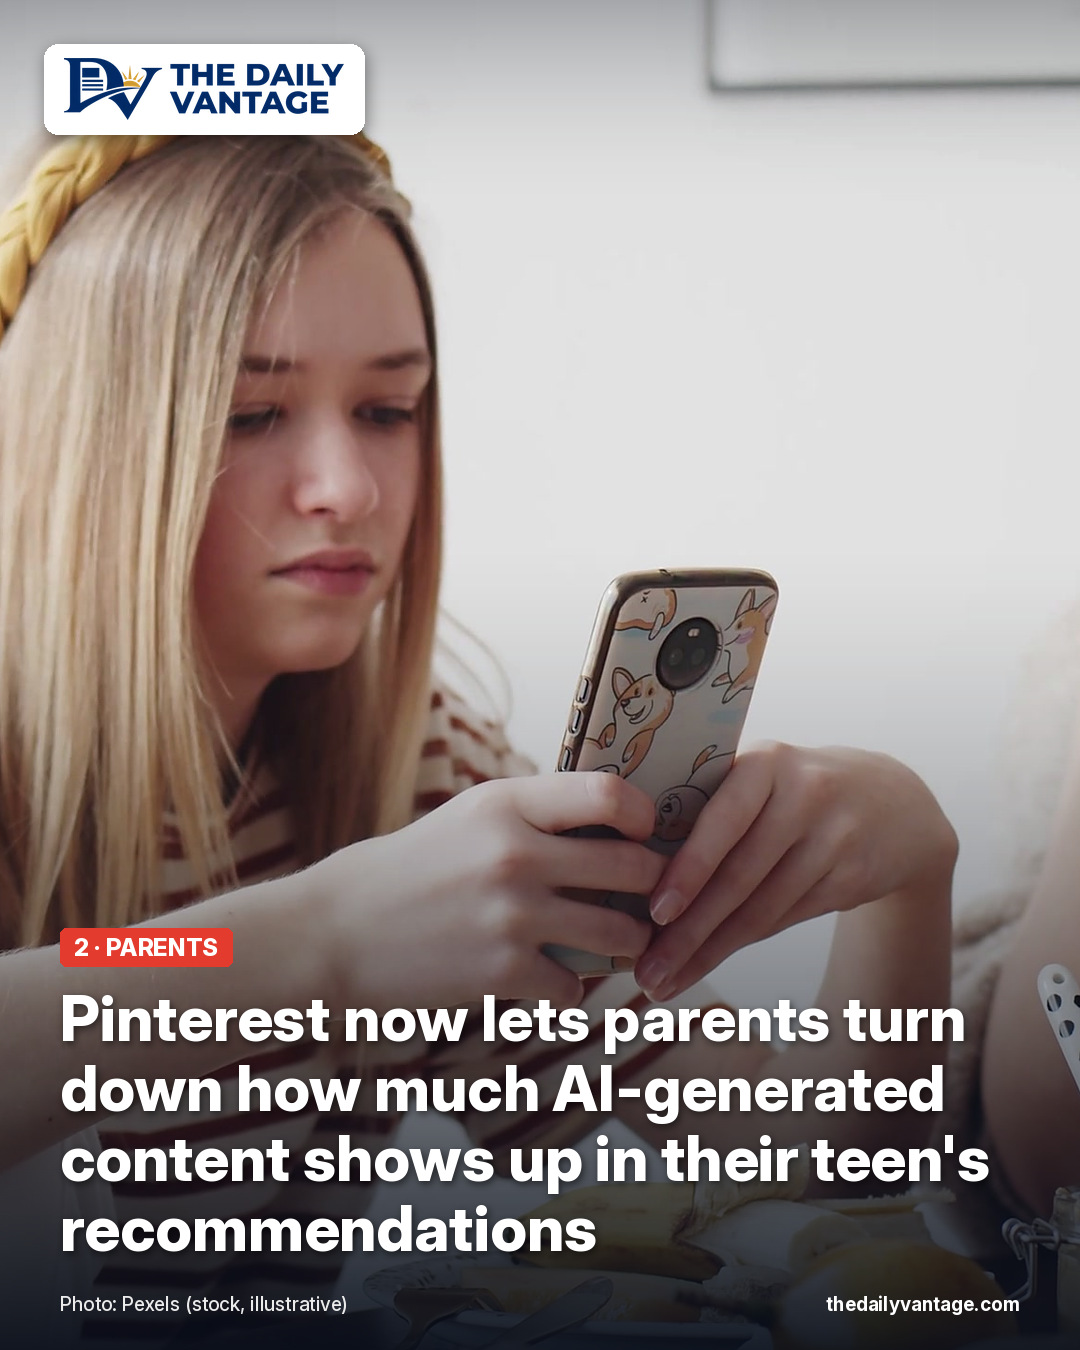 THE DAILY
VANTAGE
2 · PARENTS
Pinterest now lets parents turn
down how much AI-generated
content shows up in their teen's
recommendations
Photo: Pexels (stock, illustrative)
thedailyvantage.com